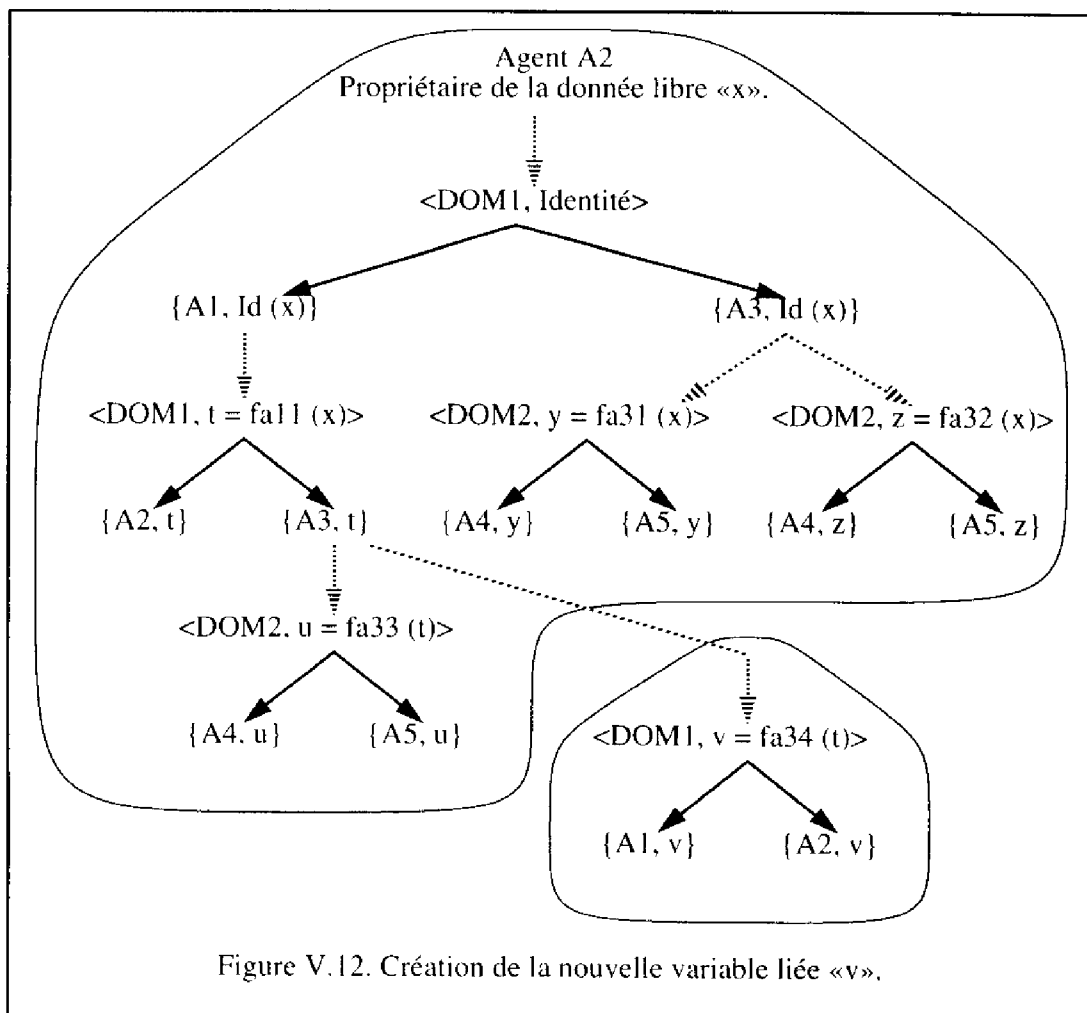 Agent A2
Propriétaire de la donnée libre «x».
<DOM1, Identité>
{A1, Id (x)} {A3, Id (x)}
<DOM1, t = fa11 (x)> <DOM2, y = fa31 (x)> <DOM2, z = fa32 (x)>
{A2, t} {A3, t} {A4, y} {A5, y} {A4, z} {A5, z}
<DOM2, u = fa33 (t)>
{A4, u} {A5, u} <DOM1, v = fa34 (t)>
{A1, v} {A2, v}
Figure V.12. Création de la nouvelle variable liée «v».